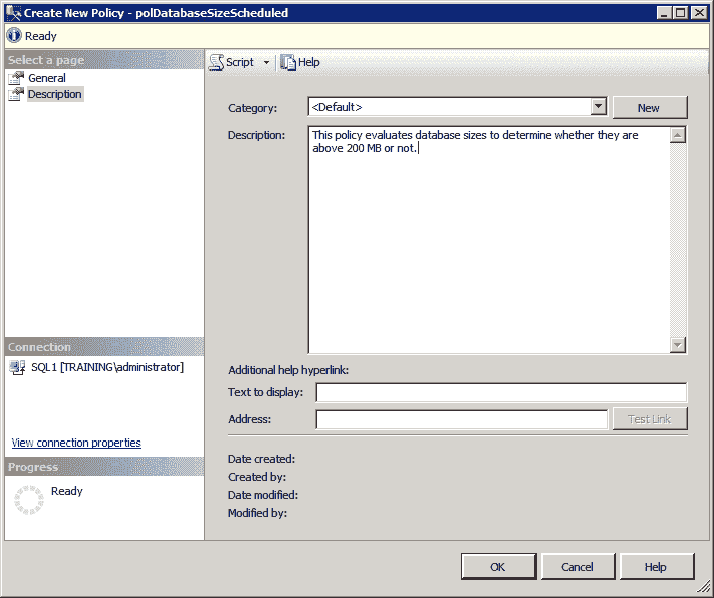 Create New Policy - polDatabaseSizeScheduled
Ready
Select a page
General
Description
Script
Help
Category:
<Default>
New
Description:
This policy evaluates database sizes to determine whether they are
above 200 MB or not.
Connection
SQL1 [TRAINING\administrator]
View connection properties
Progress
Ready
Additional help hyperlink:
Text to display:
Address:
Test Link
Date created:
Created by:
Date modified:
Modified by:
OK
Cancel
Help